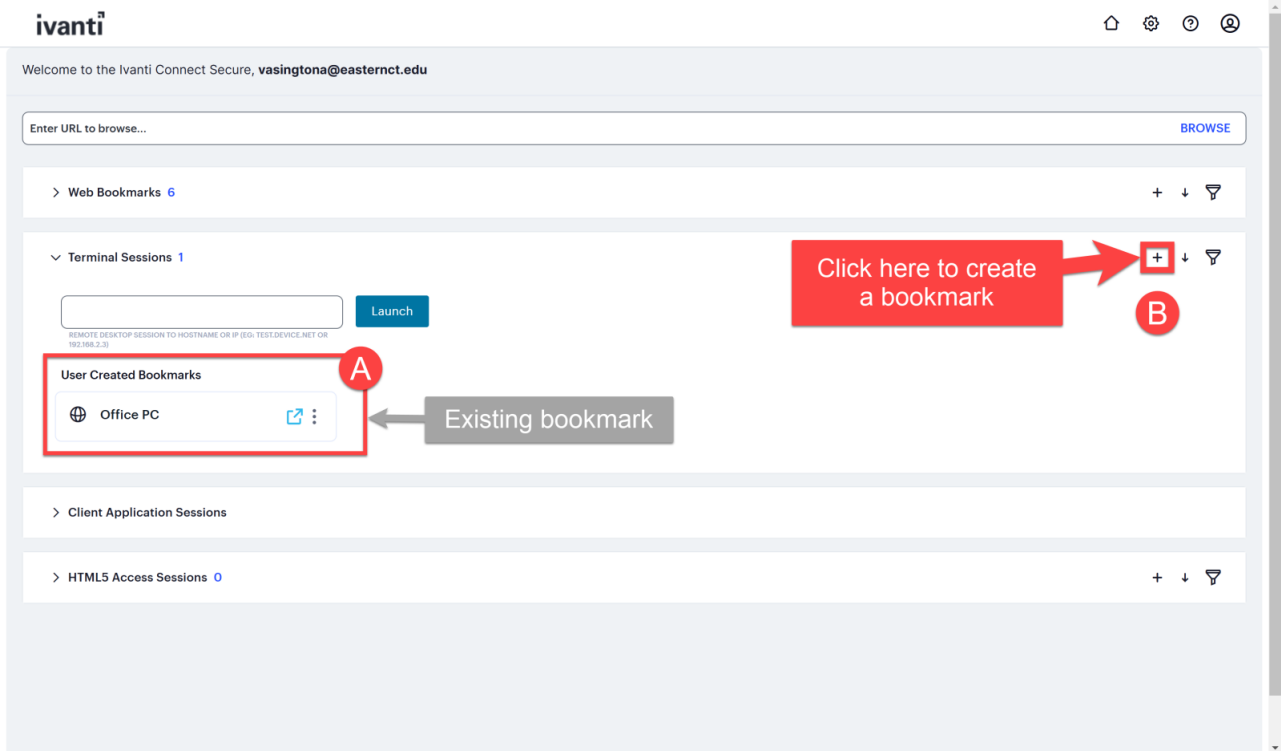 ivanti
Welcome to the Ivanti Connect Secure, vasingtona@easternct.edu
Enter URL to browse...
BROWSE
Web Bookmarks 6
Terminal Sessions 1
Click here to create
a bookmark
B
Launch
REMOTE DESKTOP SESSION TO HOSTNAME OR IP (EG: TEST.DEVICE.NET OR
192.168.2.3)
A
User Created Bookmarks
Office PC
Existing bookmark
Client Application Sessions
HTML5 Access Sessions 0